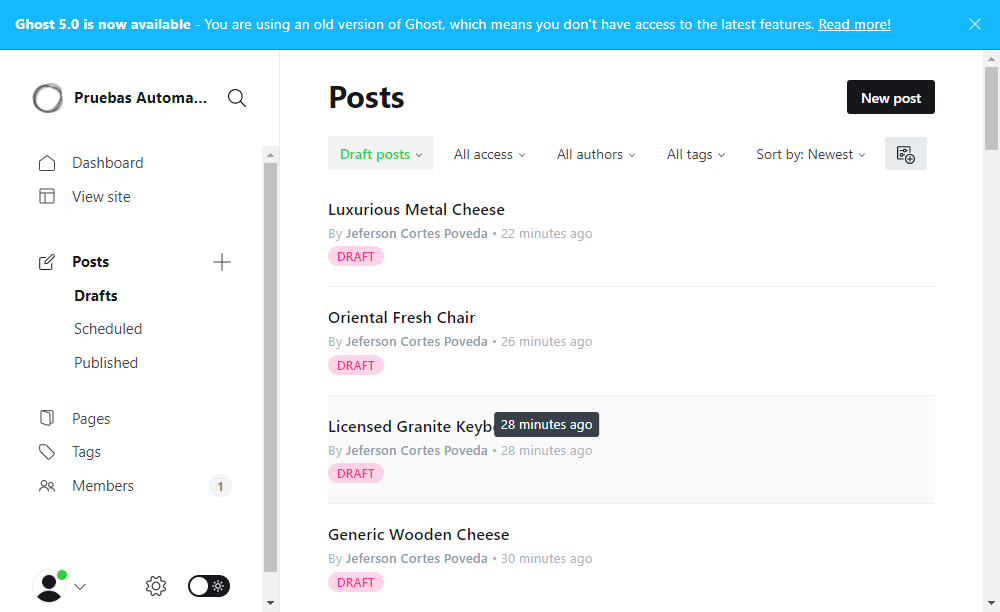 Ghost 5.0 is now available - You are using an old version of Ghost, which means you don't have access to the latest features. Read more!
Pruebas Automa...
Dashboard
View site
Posts
Drafts
Scheduled
Published
Pages
Tags
Members 1
Posts
New post
Draft posts All access All authors All tags Sort by: Newest
Luxurious Metal Cheese
By Jeferson Cortes Poveda • 22 minutes ago
DRAFT
Oriental Fresh Chair
By Jeferson Cortes Poveda • 26 minutes ago
DRAFT
Licensed Granite 28 minutes ago
By Jeferson Cortes Poveda • 28 minutes ago
DRAFT
Generic Wooden Cheese
By Jeferson Cortes Poveda • 30 minutes ago
DRAFT